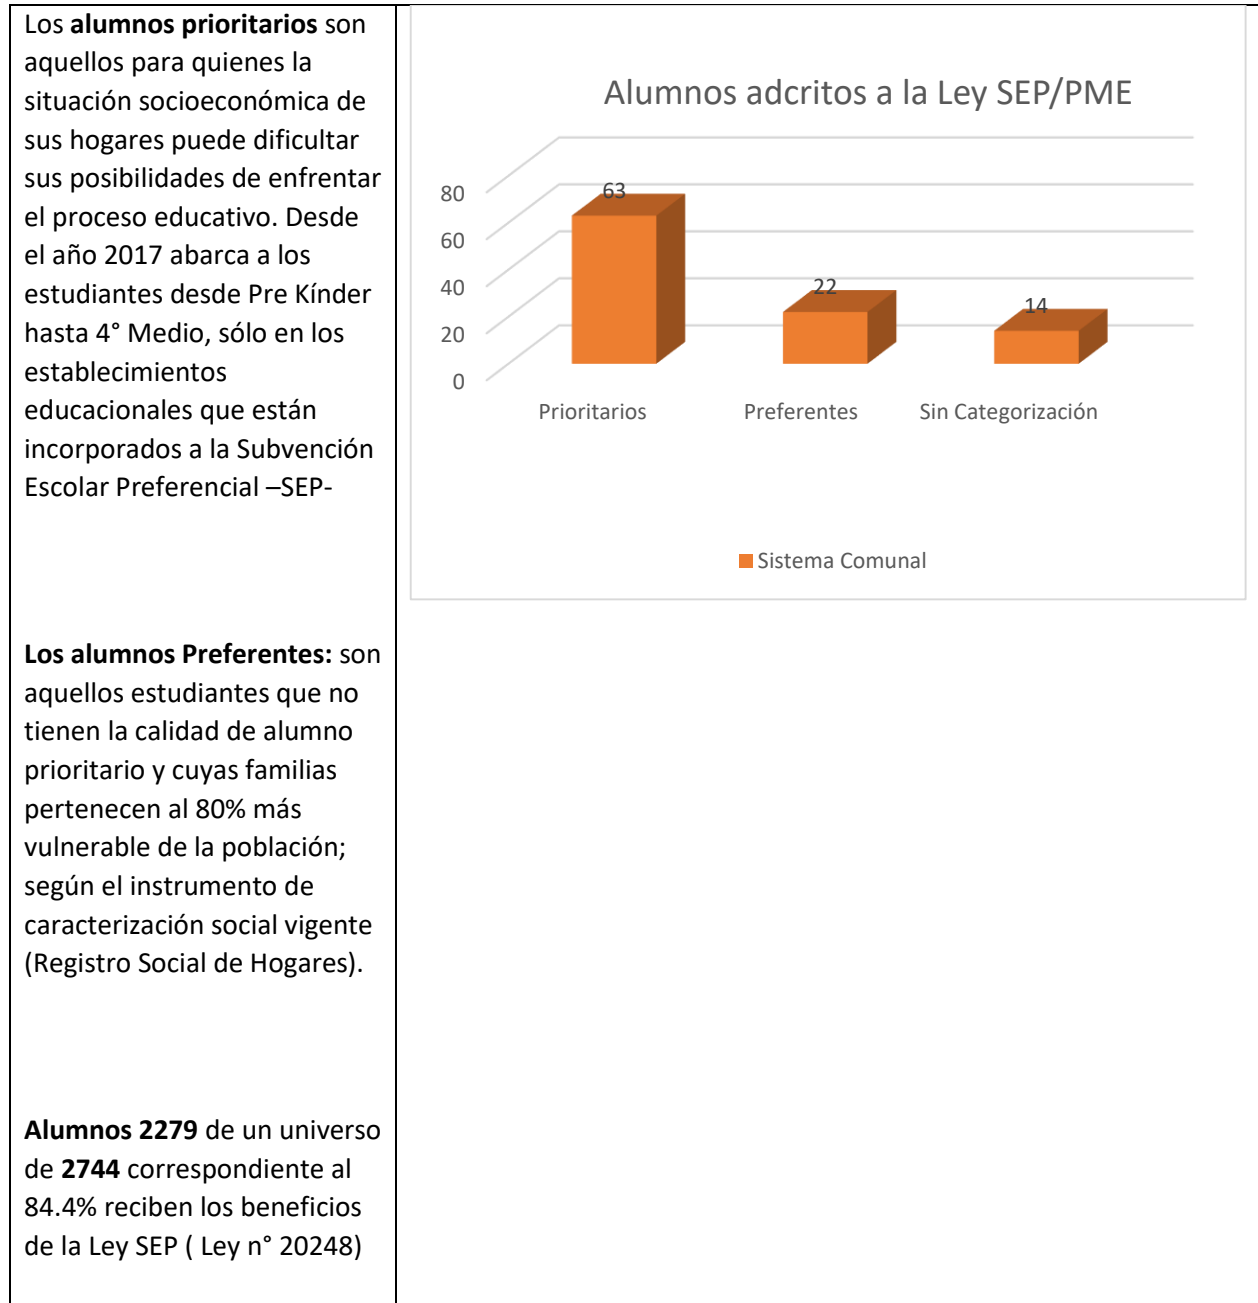 Los alumnos prioritarios son
aquellos para quienes la
situación socioeconómica de
sus hogares puede dificultar
sus posibilidades de enfrentar
el proceso educativo. Desde
el año 2017 abarca a los
estudiantes desde Pre Kínder
hasta 4° Medio, sólo en los
establecimientos
educacionales que están
incorporados a la Subvención
Escolar Preferencial –SEP-
Los alumnos Preferentes: son
aquellos estudiantes que no
tienen la calidad de alumno
prioritario y cuyas familias
pertenecen al 80% más
vulnerable de la población;
según el instrumento de
caracterización social vigente
(Registro Social de Hogares).
Alumnos 2279 de un universo
de 2744 correspondiente al
84.4% reciben los beneficios
de la Ley SEP ( Ley n° 20248)
Alumnos adcritos a la Ley SEP/PME
80
60
40
20
0
63
22
14
Prioritarios
Preferentes
Sin Categorización
Sistema Comunal